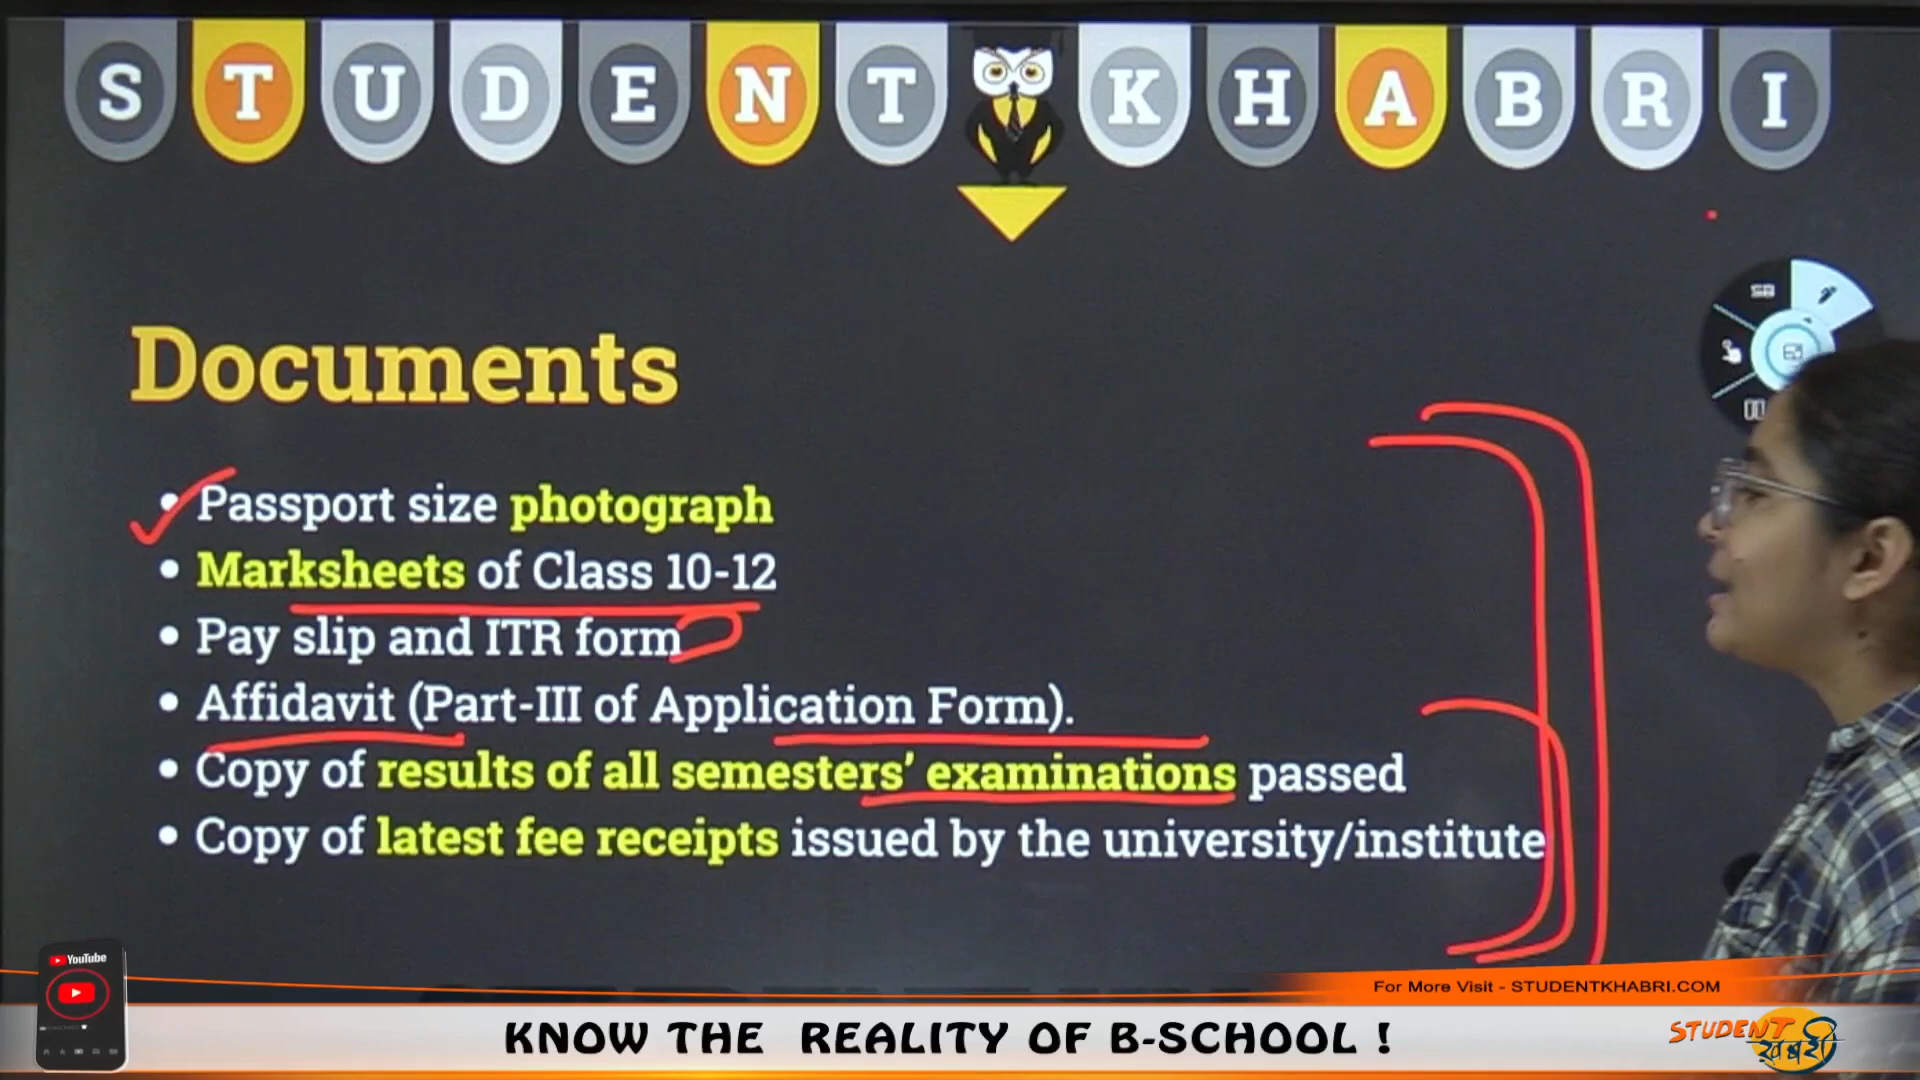 STUDENT KHABRI
Documents
• Passport size photograph
• Marksheets of Class 10-12
• Pay slip and ITR form
• Affidavit (Part-III of Application Form).
• Copy of results of all semesters’ examinations passed
• Copy of latest fee receipts issued by the university/institute
YouTube
For More Visit - STUDENTKHABRI.COM
KNOW THE REALITY OF B-SCHOOL !
STUDENT
ख़बरी